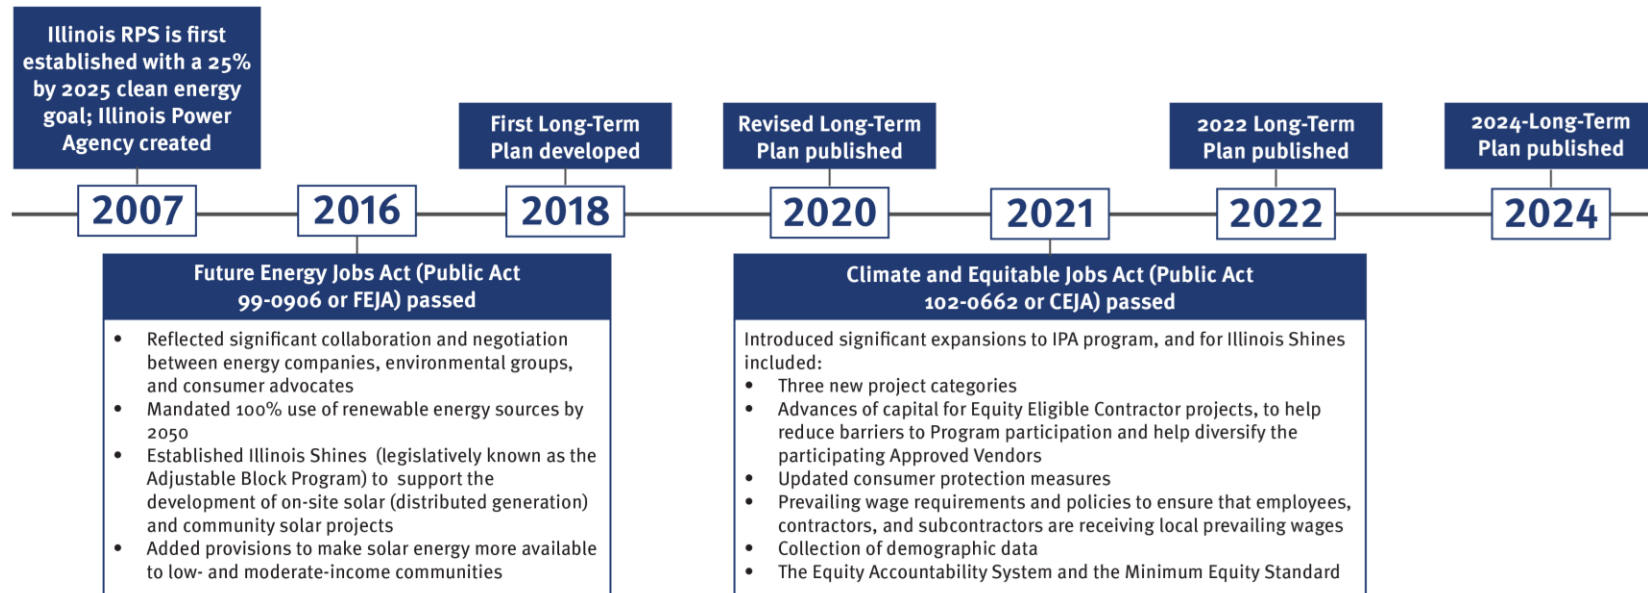 Illinois RPS is first
established with a 25%
by 2025 clean energy
goal; Illinois Power
Agency created
First Long-Term
Plan developed
Revised Long-Term
Plan published
2022 Long-Term
Plan published
2024-Long-Term
Plan published
2007
2016
2018
2020
2021
2022
2024
Future Energy Jobs Act (Public Act
99-0906 or FEJA) passed
• Reflected significant collaboration and negotiation
between energy companies, environmental groups,
and consumer advocates
• Mandated 100% use of renewable energy sources by
2050
• Established Illinois Shines (legislatively known as the
Adjustable Block Program) to support the
development of on-site solar (distributed generation)
and community solar projects
• Added provisions to make solar energy more available
to low- and moderate-income communities
Climate and Equitable Jobs Act (Public Act
102-0662 or CEJA) passed
Introduced significant expansions to IPA program, and for Illinois Shines
included:
• Three new project categories
• Advances of capital for Equity Eligible Contractor projects, to help
reduce barriers to Program participation and help diversify the
participating Approved Vendors
• Updated consumer protection measures
• Prevailing wage requirements and policies to ensure that employees,
contractors, and subcontractors are receiving local prevailing wages
• Collection of demographic data
• The Equity Accountability System and the Minimum Equity Standard